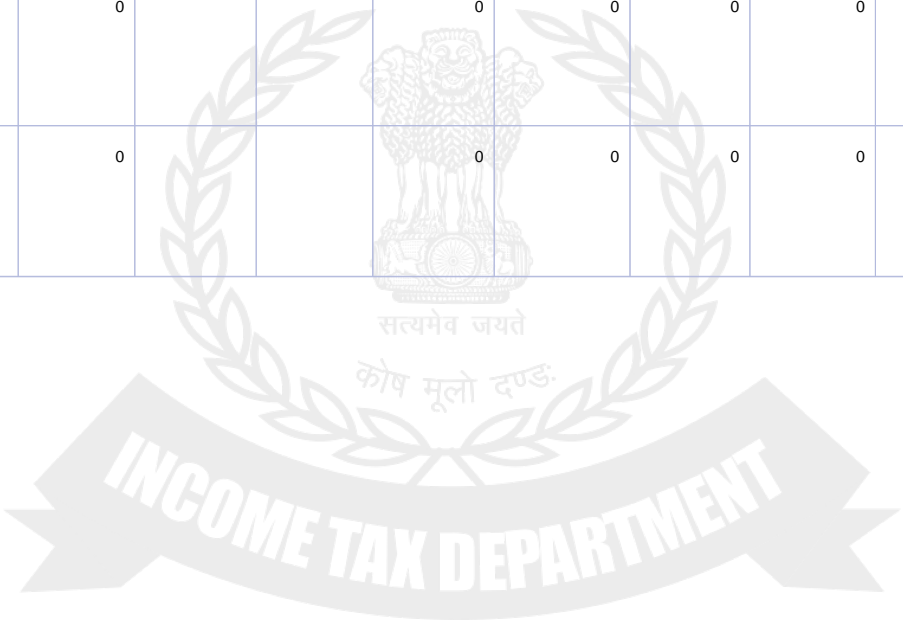 0 0 0 0 0
0 0 0 0 0
सत्यमेव जयते
कोष मूलो दण्डः
INCOME TAX DEPARTMENT